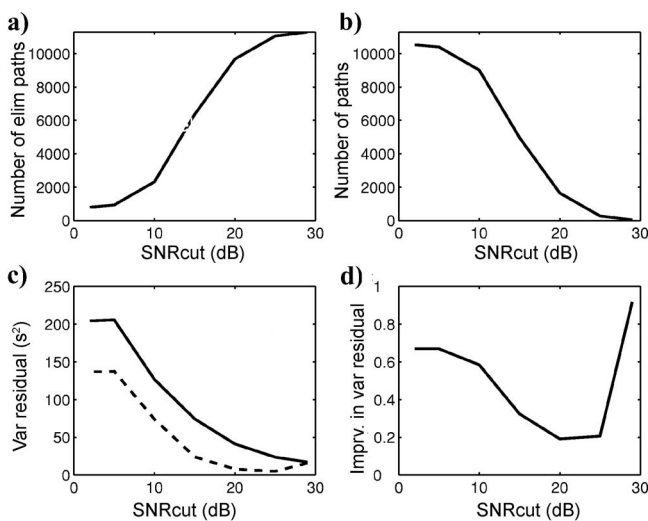 a)
10000
8000
6000
4000
2000
0
0 10 20 30
Number of elim paths
SNRcut (dB)
b)
10000
8000
6000
4000
2000
0
0 10 20 30
Number of paths
SNRcut (dB)
c)
250
200
150
100
50
0
0 10 20 30
Var residual (s²)
SNRcut (dB)
d)
1
0.8
0.6
0.4
0.2
0
0 10 20 30
Imprv. in var residual
SNRcut (dB)